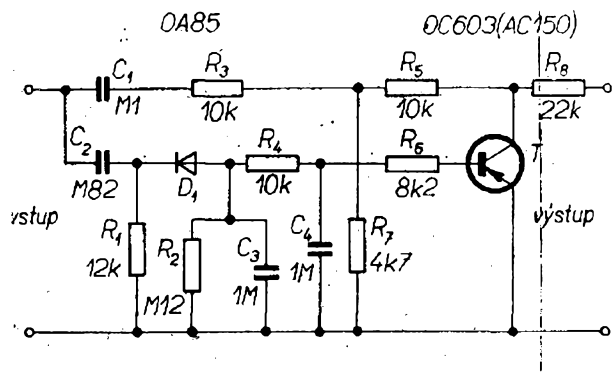 OA85 OC603(AC150)
C₁ R₃ R₅ R₈
M1 10k 10k 22k
C₂ R₄ R₆ T
M82 D₁ 10k 8k2
vstup výstup
R₁ R₂ C₃ C₄ R₇
12k M12 1M 1M 4k7